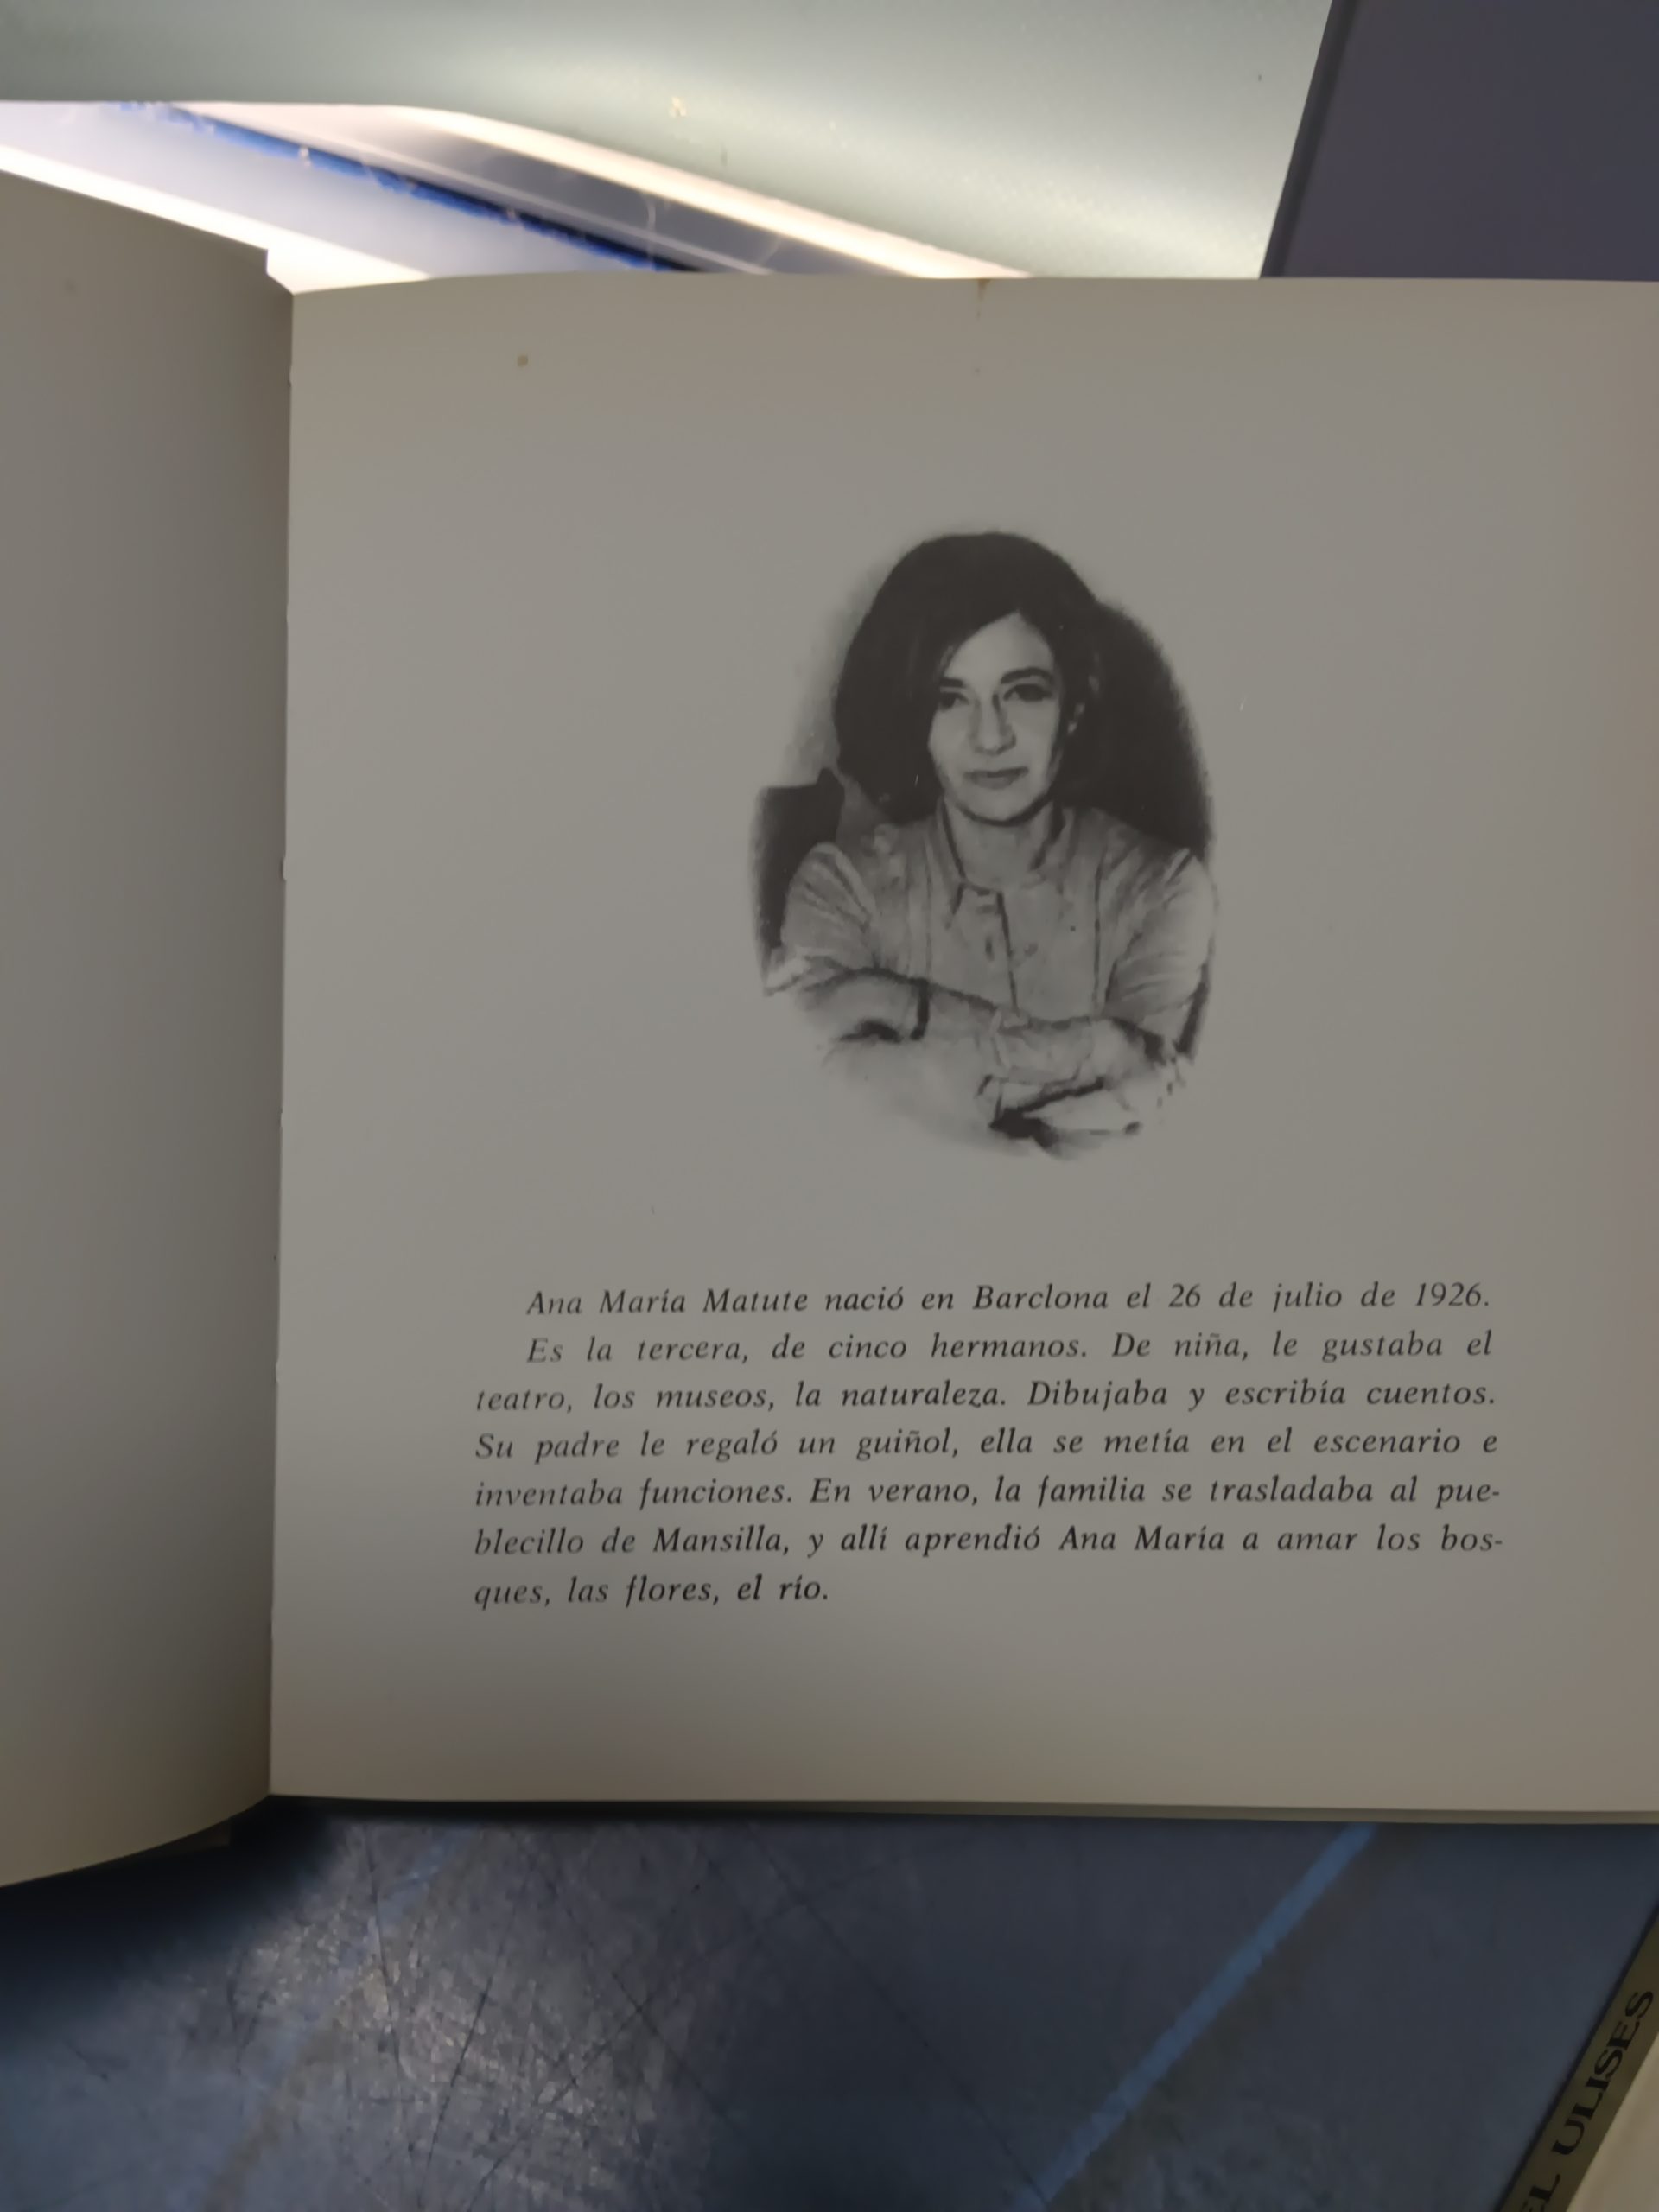 Ana María Matute nació en Barclona el 26 de julio de 1926.
Es la tercera, de cinco hermanos. De niña, le gustaba el
teatro, los museos, la naturaleza. Dibujaba y escribía cuentos.
Su padre le regaló un guiñol, ella se metía en el escenario e
inventaba funciones. En verano, la familia se trasladaba al pue-
blecillo de Mansilla, y allí aprendió Ana María a amar los bos-
ques, las flores, el río.
EL ULISES